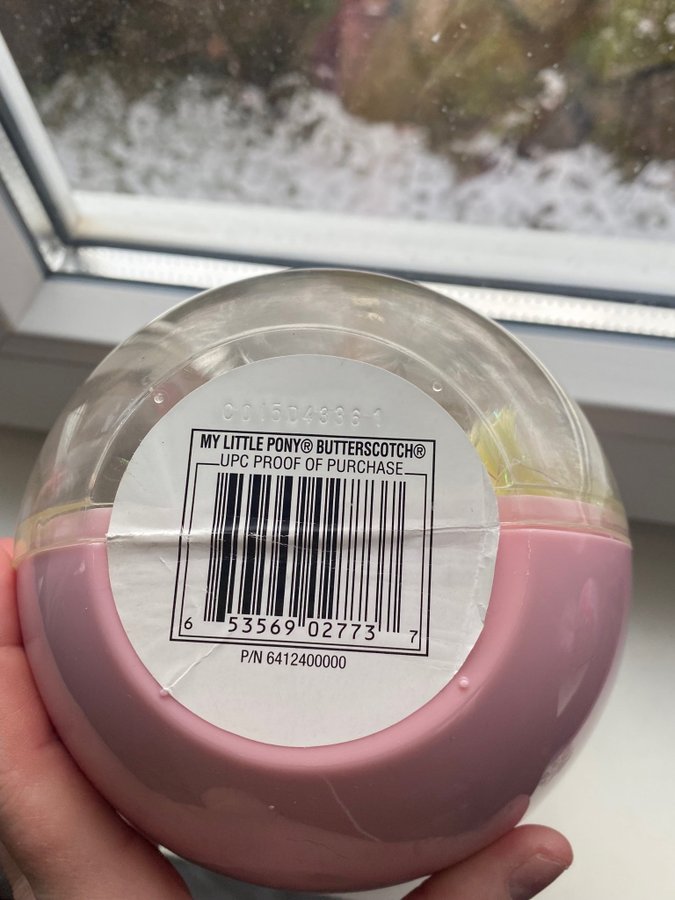 C015D4336 1
MY LITTLE PONY® BUTTERSCOTCH®
UPC PROOF OF PURCHASE
6 53569 02773 7
P/N 6412400000